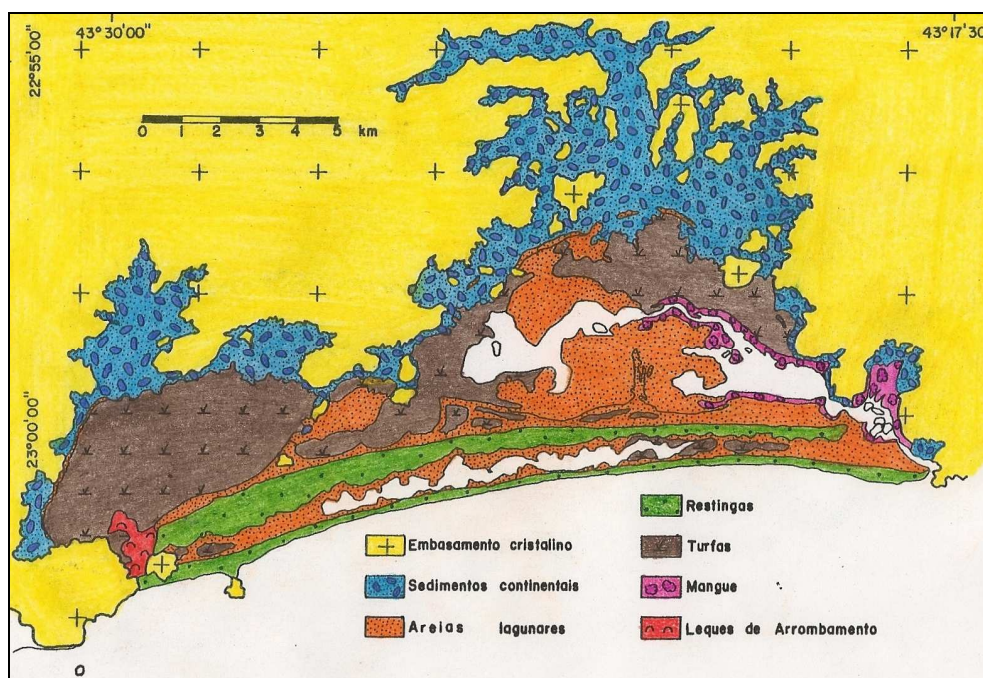 43°30'00"
43°17'30
22°55'00"
0 1 2 3 4 5 km
23°00'00"
Restingas
Embasamento cristalino
Turfas
Sedimentos continentais
Mangue
Areias lagunares
Leques de Arrombamento